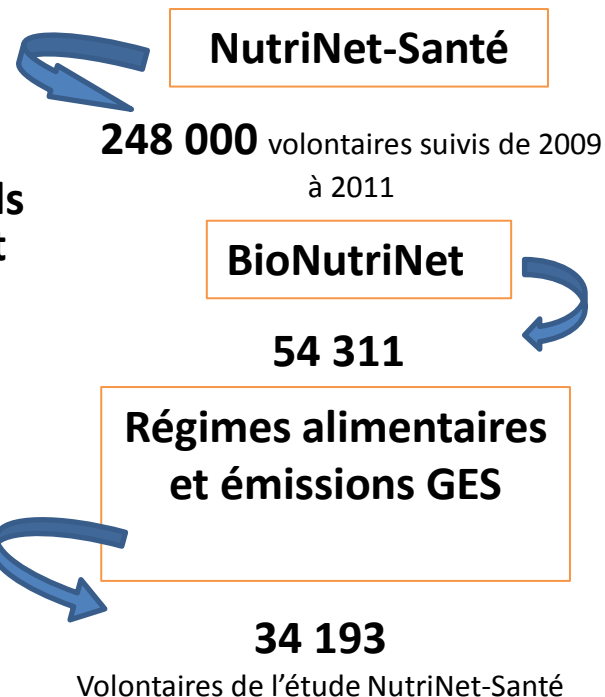 NutriNet-Santé
248 000 volontaires suivis de 2009
à 2011
BioNutriNet
54 311
Régimes alimentaires
et émissions GES
34 193
Volontaires de l'étude NutriNet-Santé